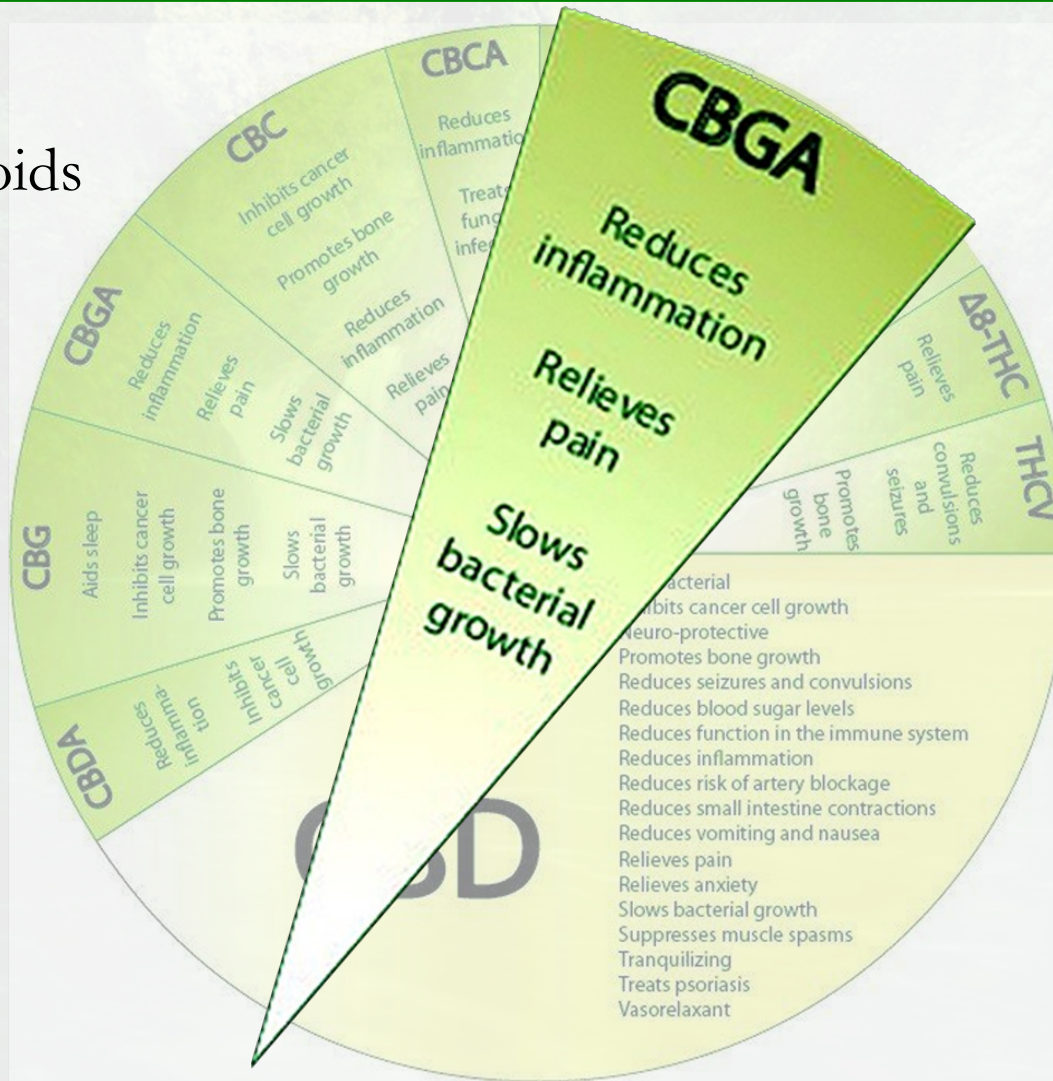 oids
CBGA
Reduces
inflammation
Relieves
pain
Slows
bacterial
growth
CBCA
Reduces
CBC
Inhibits cancer
cell growth
Promotes bone
growth
Reduces
inflammation
Relieves
pain
CBGA
Reduces
inflammation
Relieves
pain
Slows
bacterial
growth
CBG
Aids sleep
Inhibits cancer
cell growth
Promotes bone
growth
Slows
bacterial
growth
CBDA
Reduces
inflamma-
tion
Inhibits
cancer
cell
growth
Δ8-THC
Relieves
pain
THCV
Reduces
convulsions
and
seizures
Promotes
bone
growth
acterial
ibits cancer cell growth
Neuro-protective
Promotes bone growth
Reduces seizures and convulsions
Reduces blood sugar levels
Reduces function in the immune system
Reduces inflammation
Reduces risk of artery blockage
Reduces small intestine contractions
Reduces vomiting and nausea
Relieves pain
Relieves anxiety
Slows bacterial growth
Suppresses muscle spasms
Tranquilizing
Treats psoriasis
Vasorelaxant
CBD